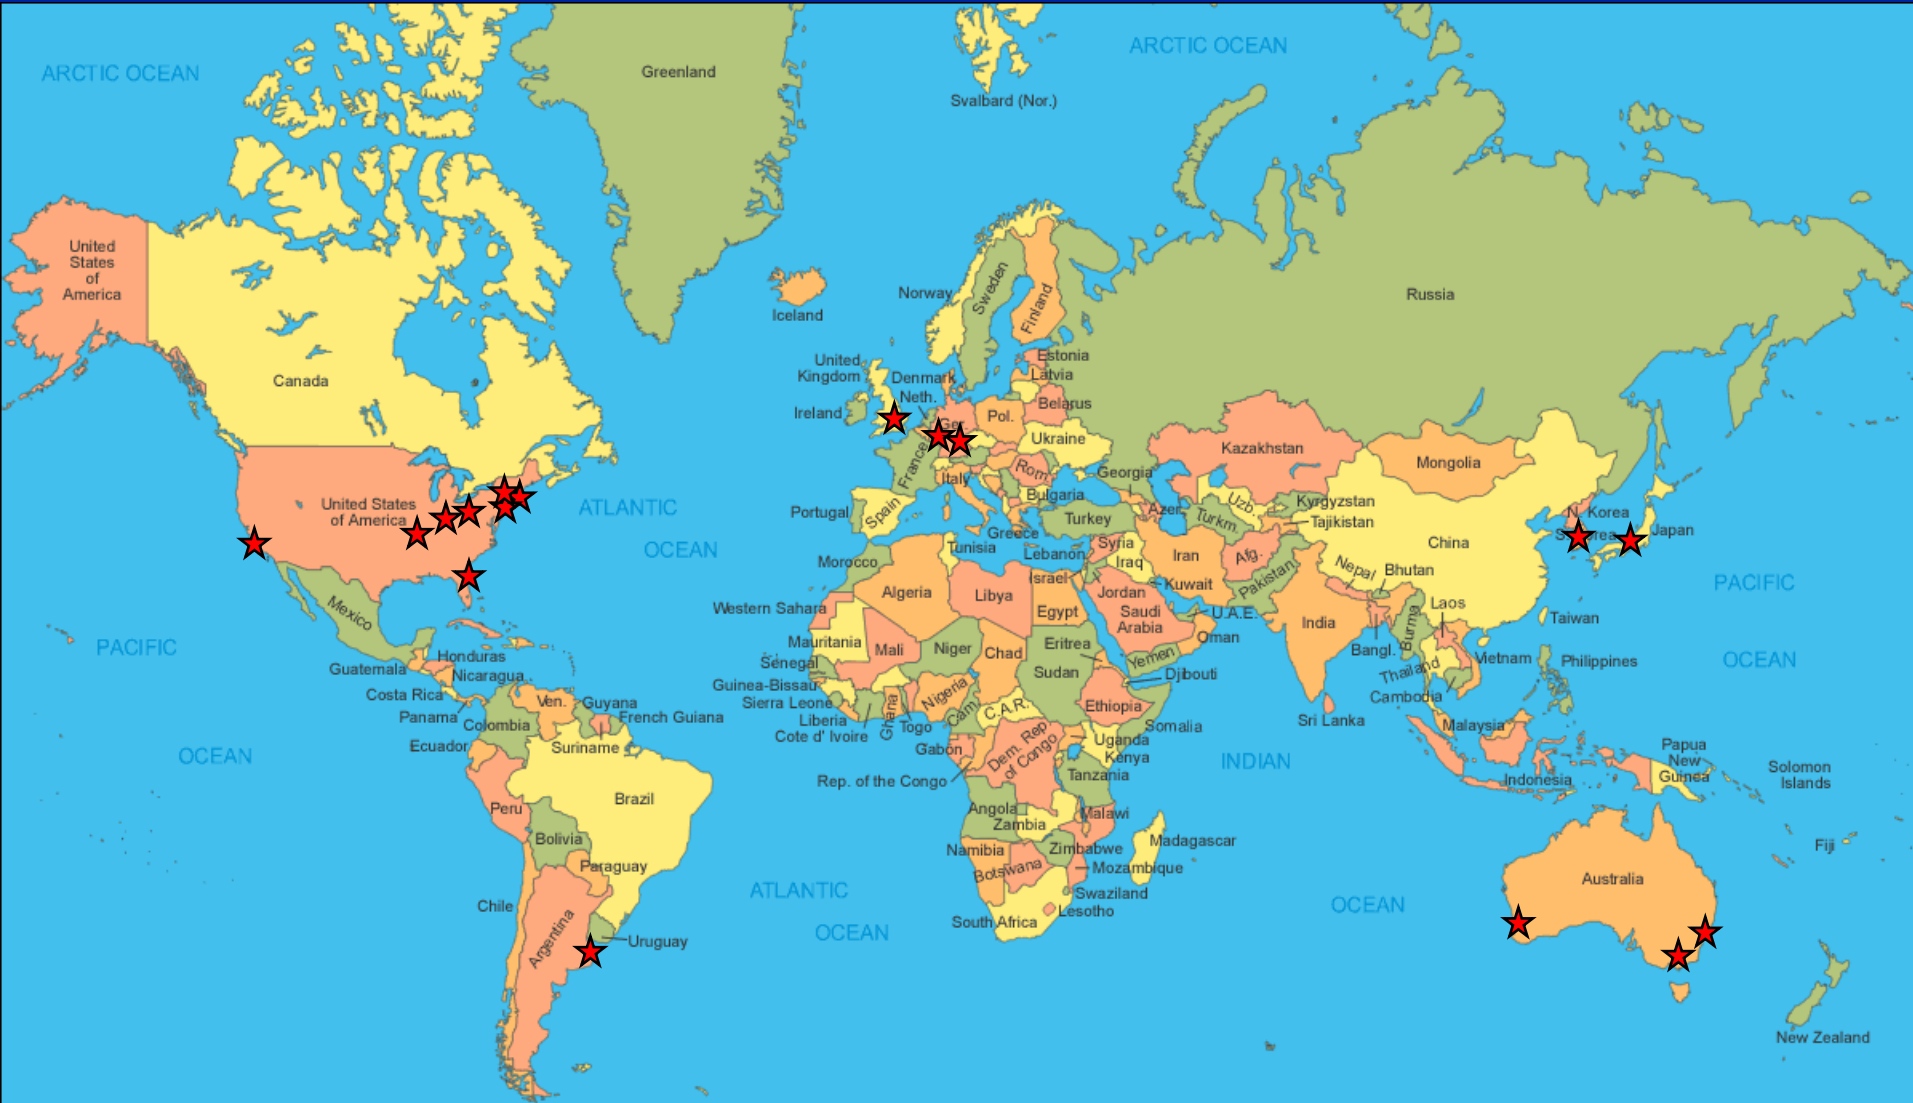 ARCTIC OCEAN
ARCTIC OCEAN
Greenland
Svalbard (Nor.)
United
States
of
America
Canada
Iceland
Norway
Sweden
Finland
Russia
United
Kingdom
Ireland
Denmark
Neth.
Estonia
Latvia
Belarus
Ger.
Pol.
Ukraine
France
Rom.
Italy
Bulgaria
Portugal
Spain
Greece
Georgia
Azer.
Turkey
Kazakhstan
Mongolia
Uzb.
Turkm.
Kyrgyzstan
Tajikistan
China
N. Korea
Japan
United States
of America
ATLANTIC
OCEAN
PACIFIC
OCEAN
PACIFIC
OCEAN
Mexico
Guatemala
Honduras
Nicaragua
Costa Rica
Panama
Morocco
Western Sahara
Mauritania
Senegal
Guinea-Bissau
Sierra Leone
Liberia
Cote d' Ivoire
Ghana
Togo
Algeria
Tunisia
Libya
Egypt
Mali
Niger
Chad
Nigeria
Cam.
C.A.R.
Gabon
Rep. of the Congo
Dem. Rep.
of Congo
Sudan
Eritrea
Djibouti
Ethiopia
Somalia
Uganda
Kenya
Tanzania
Angola
Zambia
Malawi
Namibia
Botswana
Zimbabwe
Mozambique
Swaziland
Lesotho
South Africa
Madagascar
Lebanon
Israel
Syria
Iraq
Jordan
Kuwait
Saudi
Arabia
Yemen
Oman
U.A.E.
Iran
Afg.
Pakistan
India
Nepal
Bhutan
Bangl.
Sri Lanka
Burma
Laos
Thailand
Vietnam
Cambodia
Taiwan
Philippines
Malaysia
Indonesia
Papua
New
Guinea
Solomon
Islands
Fiji
INDIAN
OCEAN
Australia
New Zealand
Colombia
Ven.
Guyana
French Guiana
Suriname
Ecuador
Peru
Brazil
Bolivia
Paraguay
Chile
Argentina
Uruguay
ATLANTIC
OCEAN